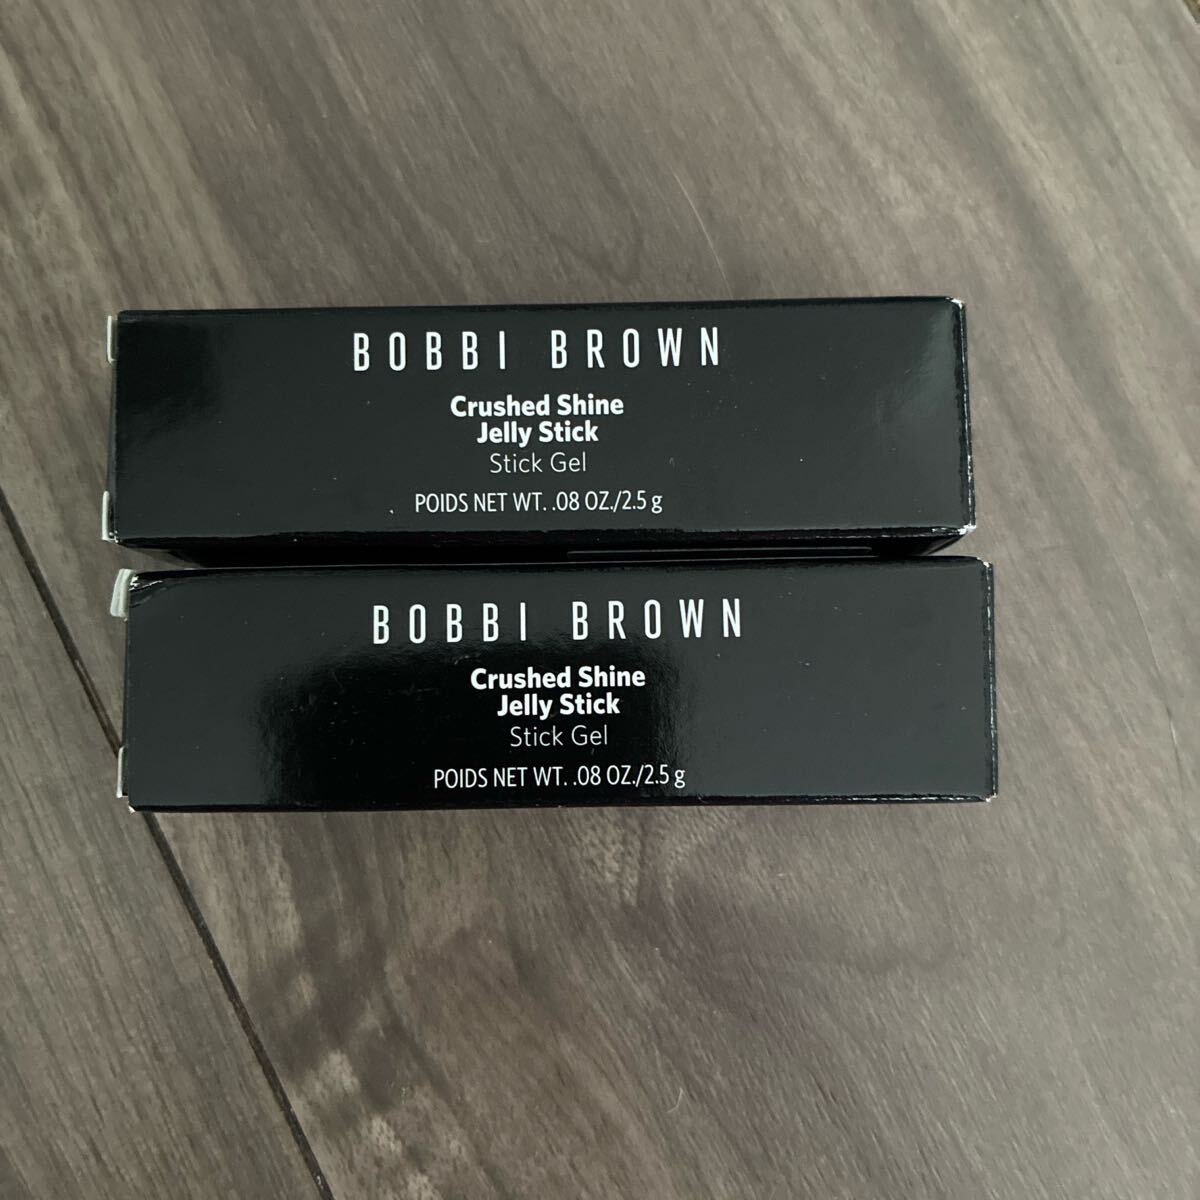 BOBBI BROWN
Crushed Shine
Jelly Stick
Stick Gel
POIDS NET WT. .08 OZ./2.5 g
BOBBI BROWN
Crushed Shine
Jelly Stick
Stick Gel
POIDS NET WT. .08 OZ./2.5 g